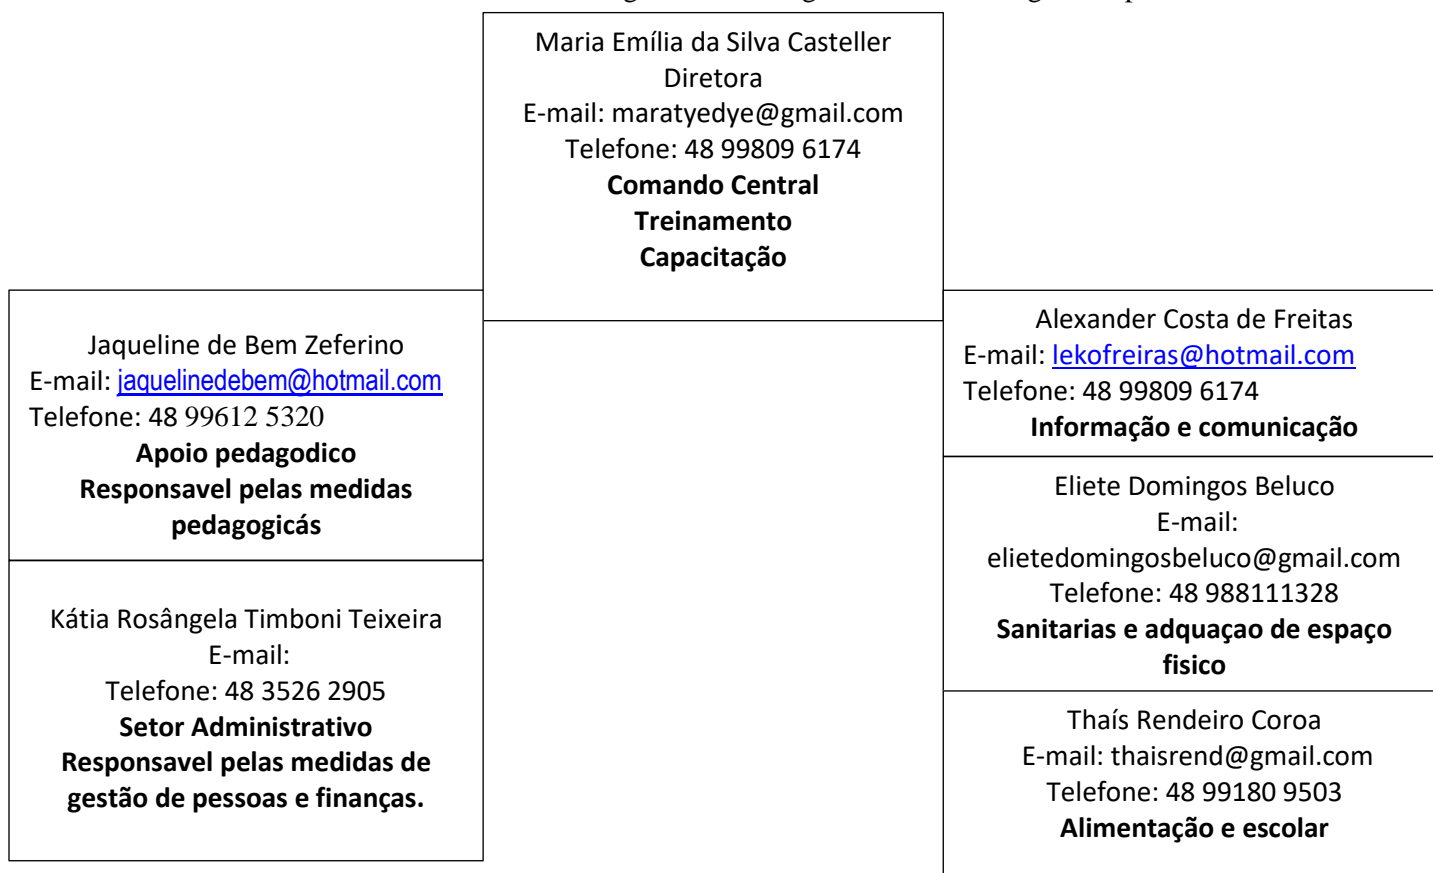 Maria Emília da Silva Casteller
Diretora
E-mail: maratyedye@gmail.com
Telefone: 48 99809 6174
Comando Central
Treinamento
Capacitação
Jaqueline de Bem Zeferino
E-mail: jaquelinedebem@hotmail.com
Telefone: 48 99612 5320
Apoio pedagodico
Responsavel pelas medidas
pedagogicás
Kátia Rosângela Timboni Teixeira
E-mail:
Telefone: 48 3526 2905
Setor Administrativo
Responsavel pelas medidas de
gestão de pessoas e finanças.
Alexander Costa de Freitas
E-mail: lekofreiras@hotmail.com
Telefone: 48 99809 6174
Informação e comunicação
Eliete Domingos Beluco
E-mail:
elietedomingosbeluco@gmail.com
Telefone: 48 988111328
Sanitarias e adquaçao de espaço
fisico
Thaís Rendeiro Coroa
E-mail: thaisrend@gmail.com
Telefone: 48 99180 9503
Alimentação e escolar